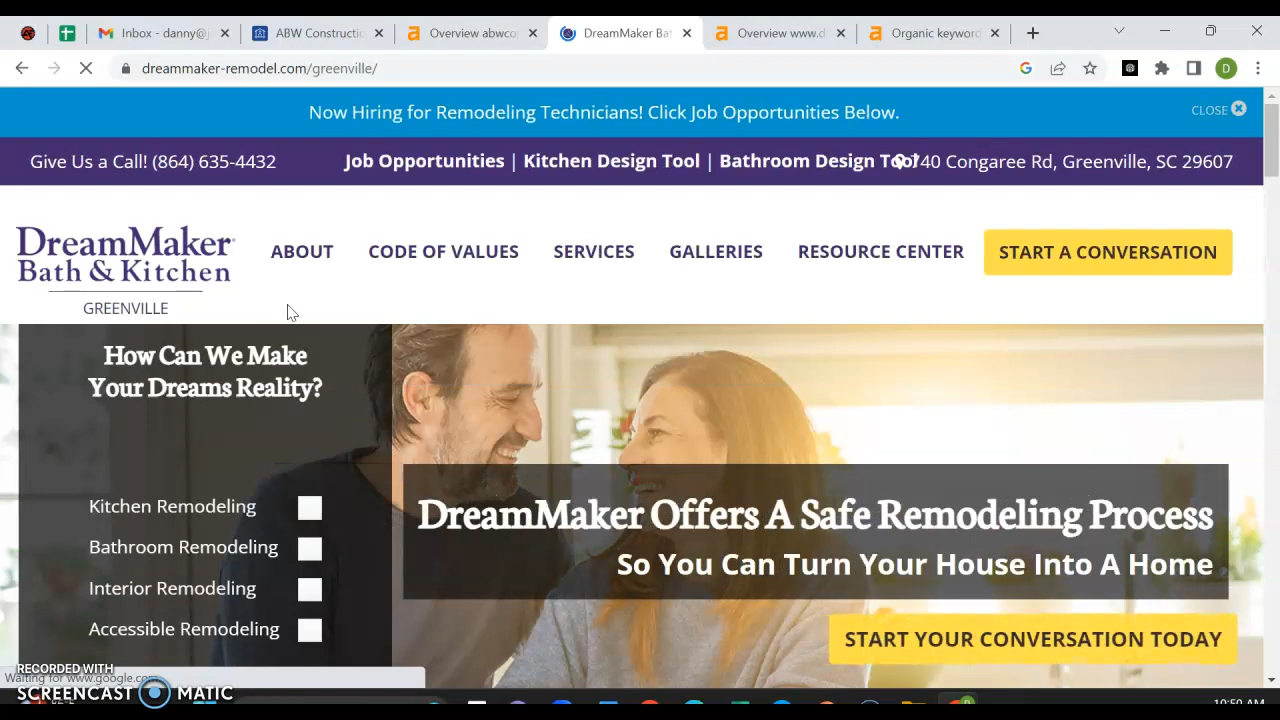 Inbox - danny@
ABW Constructi
Overview abwco
DreamMaker Ba
Overview www.d
Organic keyword
dreammaker-remodel.com/greenville/
D
Now Hiring for Remodeling Technicians! Click Job Opportunities Below.
CLOSE
Give Us a Call! (864) 635-4432
Job Opportunities | Kitchen Design Tool | Bathroom Design Tool
40 Congaree Rd, Greenville, SC 29607
DreamMaker
Bath & Kitchen
GREENVILLE
ABOUT
CODE OF VALUES
SERVICES
GALLERIES
RESOURCE CENTER
START A CONVERSATION
How Can We Make
Your Dreams Reality?
Kitchen Remodeling
Bathroom Remodeling
Interior Remodeling
Accessible Remodeling
DreamMaker Offers A Safe Remodeling Process
So You Can Turn Your House Into A Home
START YOUR CONVERSATION TODAY
Waiting for www.google.com
RECORDED WITH
SCREENCAST MATIC
10:50 AM